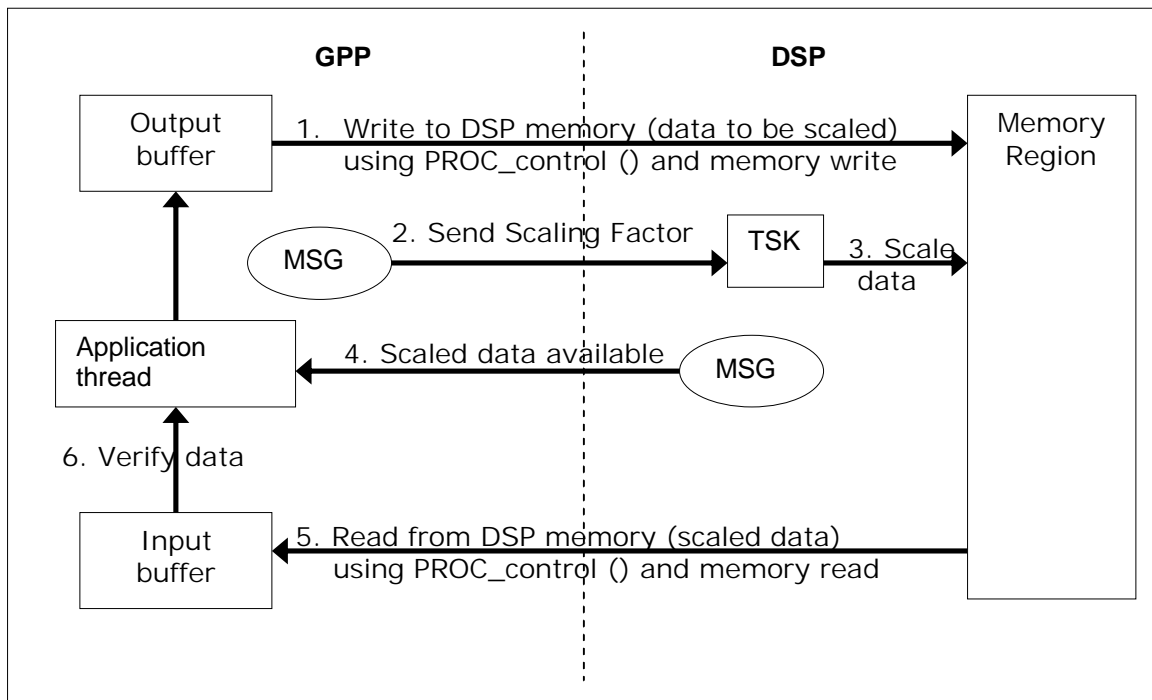 GPP
DSP
Output
buffer
1. Write to DSP memory (data to be scaled)
using PROC_control () and memory write
Memory
Region
2. Send Scaling Factor
MSG
TSK
3. Scale
data
Application
thread
4. Scaled data available
MSG
6. Verify data
Input
buffer
5. Read from DSP memory (scaled data)
using PROC_control () and memory read